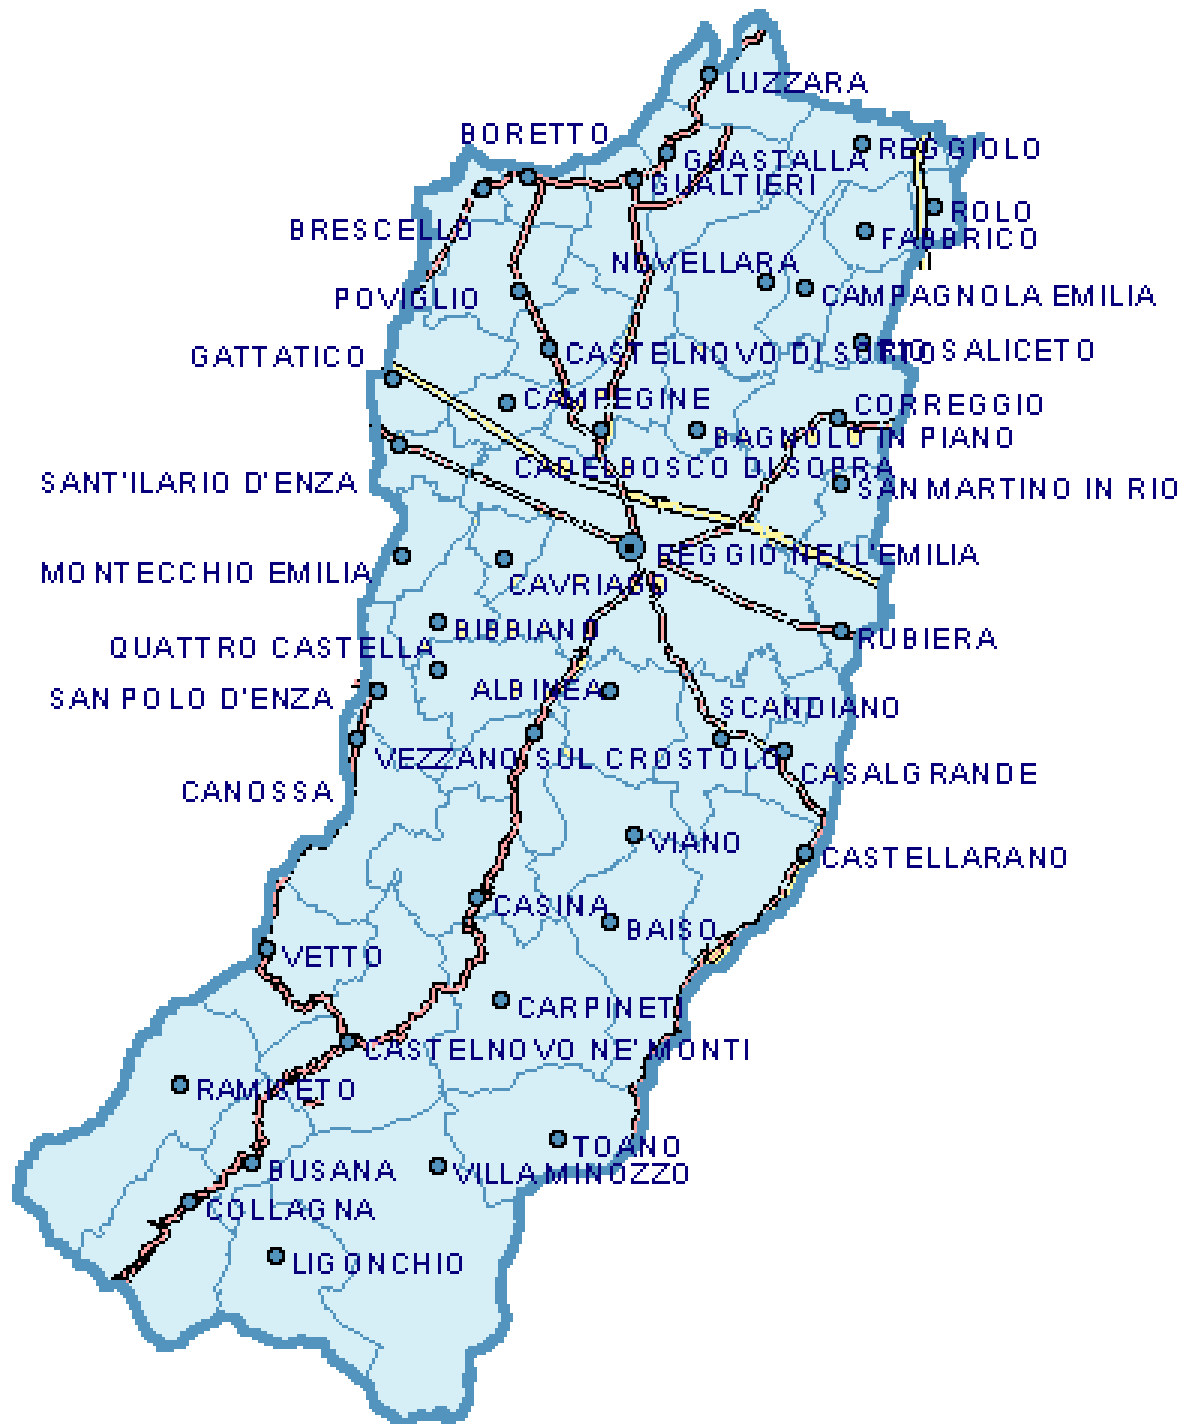 LUZZARA
BORETTO
REGGIOLO
GUASTALLA
GUALTIERI
ROLO
BRESCELLO
FABBRICO
NOVELLARA
POVIGLIO
CAMPAGNOLA EMILIA
GATTATICO
CASTELNOVO DI SOTTO
RIO SALICETO
CAMPEGINE
CORREGGIO
BAGNOLO IN PIANO
CADELBOSCO DI SOPRA
SANT'ILARIO D'ENZA
SAN MARTINO IN RIO
REGGIO NELL'EMILIA
MONTECCHIO EMILIA
CAVRIAGO
BIBBIANO
RUBIERA
QUATTRO CASTELLA
ALBINEA
SAN POLO D'ENZA
SCANDIANO
VEZZANO SUL CROSTOLO
CASALGRANDE
CANOSSA
VIANO
CASTELLARANO
CASINA
BAISO
VETTO
CARPINETI
CASTELNOVO NE' MONTI
RAMISETO
TOANO
BUSANA
VILLA MINOZZO
COLLAGNA
LIGONCHIO